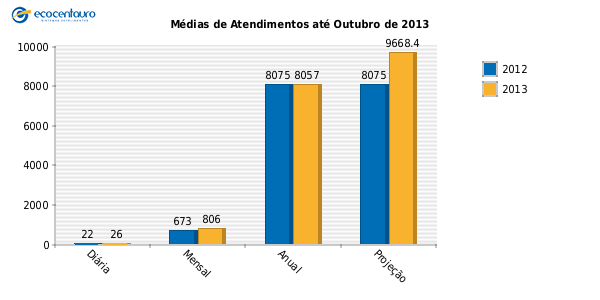 ecocentauro
Médias de Atendimentos até Outubro de 2013
10000
8000
6000
4000
2000
0
22
26
673
806
8075
8057
8075
9668.4
Diária
Mensal
Anual
Projeção
2012
2013